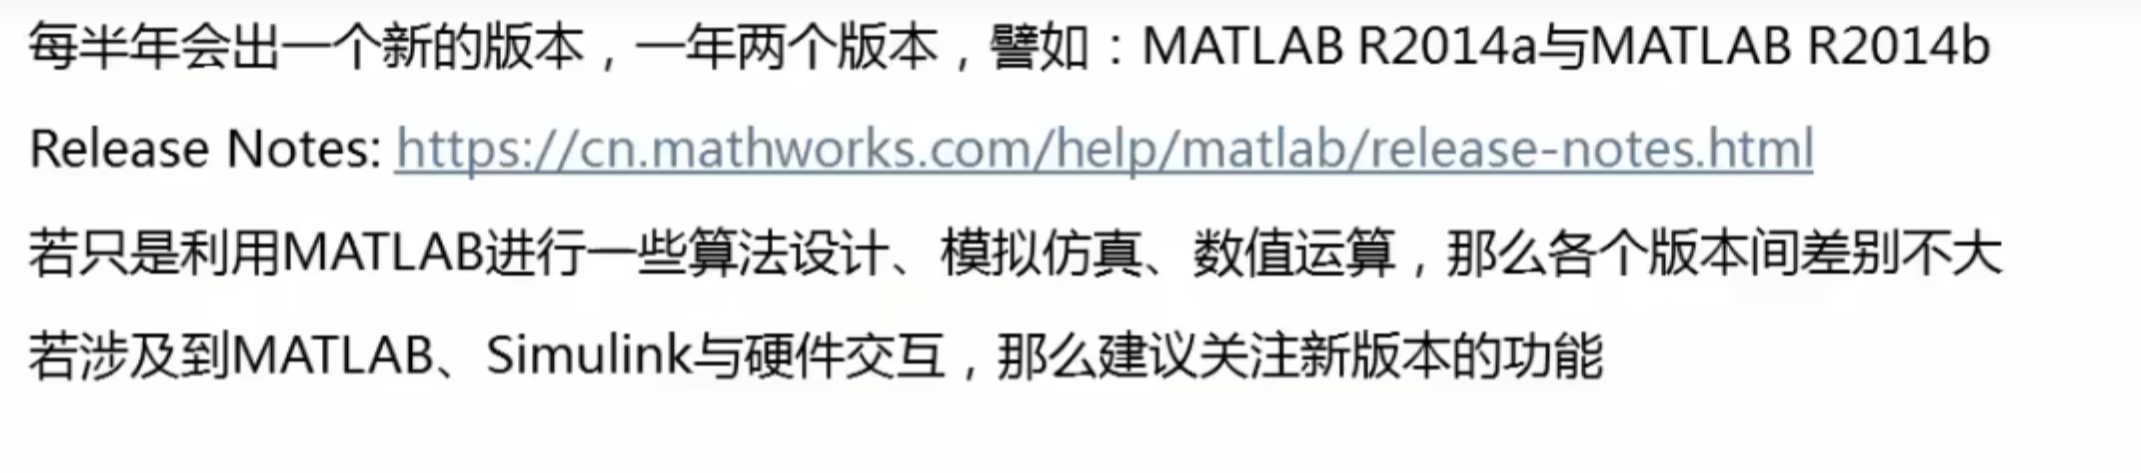 每半年会出一个新的版本，一年两个版本，譬如：MATLAB R2014a与MATLAB R2014b
Release Notes: https://cn.mathworks.com/help/matlab/release-notes.html
若只是利用MATLAB进行一些算法设计、模拟仿真、数值运算，那么各个版本间差别不大
若涉及到MATLAB、Simulink与硬件交互，那么建议关注新版本的功能